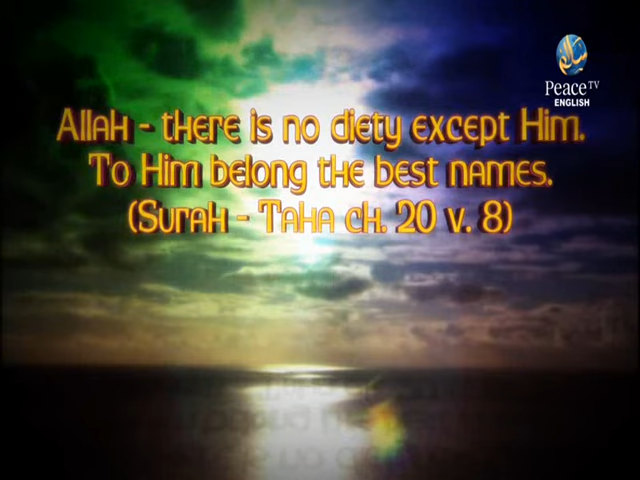 Peace TV
ENGLISH
Allah - there is no diety except Him.
To Him belong the best names.
(Surah - Taha ch. 20 v. 8)